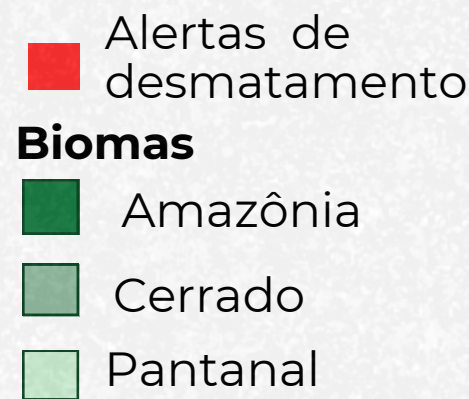 Alertas de
desmatamento
Biomas
Amazônia
Cerrado
Pantanal